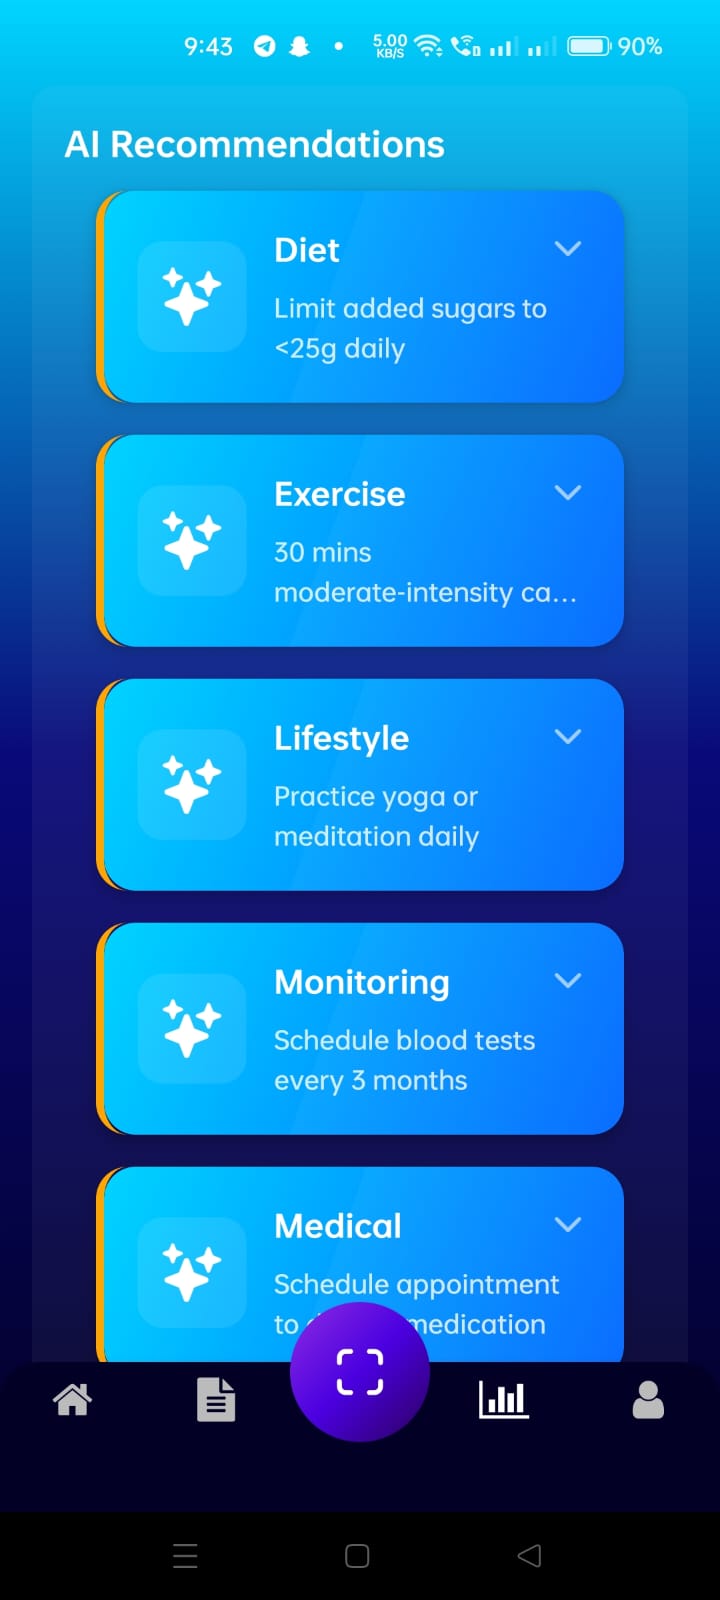 9:43 5.00 KB/S 90%
AI Recommendations
Diet
Limit added sugars to
<25g daily
Exercise
30 mins
moderate-intensity ca...
Lifestyle
Practice yoga or
meditation daily
Monitoring
Schedule blood tests
every 3 months
Medical
Schedule appointment
to medication